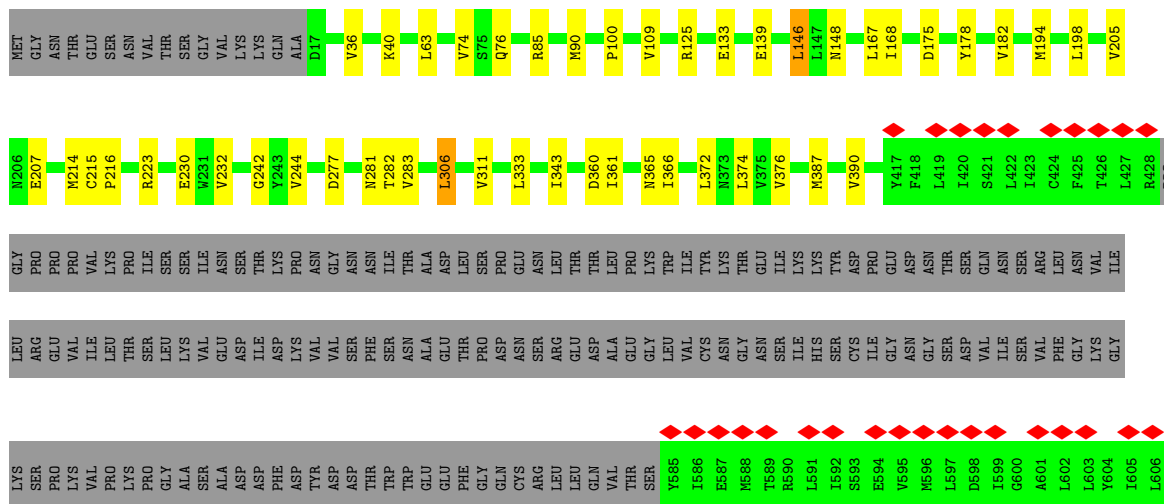 MET GLY ASN THR GLU SER ASN VAL THR SER GLY VAL LYS LYS GLN ALA D17 V36 K40 L63 V74 S75 Q76 R85 M90 P100 V109 R125 E133 E139 L146 L147 N148 L167 I168 D175 Y178 V182 M194 L198 V205
N206 E207 M214 C215 P216 R223 E230 W231 V232 G242 Y243 V244 D277 N281 T282 V283 L306 V311 L333 I343 D360 I361 N365 I366 L372 N373 L374 V375 V376 M387 V390 Y417 F418 L419 I420 S421 L422 I423 C424 F425 T426 L427 R428
GLY PRO PRO PRO VAL LYS PRO ILE SER SER ILE ASN SER THR LYS PRO ASN GLY ASN ASN ILE THR ALA ASP LEU SER PRO GLU ASN LEU THR THR LEU PRO LYS TRP ILE TYR LYS THR GLU ILE LYS LYS TYR ASP PRO GLU ASP ASN THR SER GLN ASN SER ARG LEU ASN VAL ILE
LEU ARG GLU VAL ILE LEU THR SER LEU LYS VAL GLU ASP ILE ASP LYS VAL VAL SER PHE SER ASN ALA GLU THR PRO ASP ASN SER ARG GLU ASP ALA GLU GLY LEU VAL CYS ASN GLY ASN SER ILE HIS SER CYS ILE GLY ASN GLY SER ASP VAL ILE SER VAL PHE GLY LYS GLY
LYS SER PRO LYS VAL PRO LYS PRO GLY ALA SER ALA ASP ASP PHE ASP TYR ASP ASP THR TRP TRP GLU GLU PHE GLY GLN CYS ARG LEU LEU GLN VAL THR SER Y585 I586 E587 M588 T589 R590 L591 I592 S593 E594 V595 M596 L597 D598 I599 G600 A601 L602 L603 Y604 I605 L606